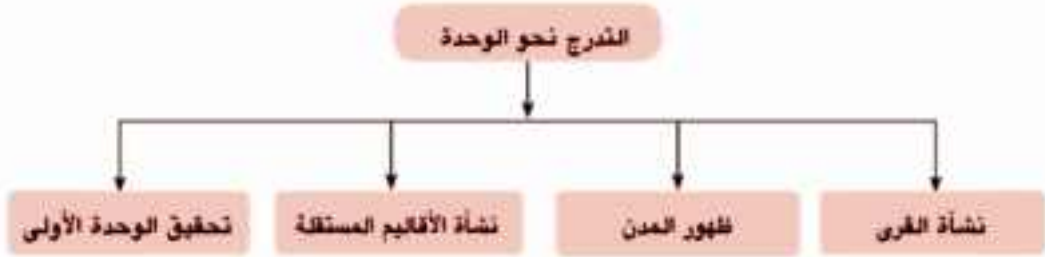 التدرج نحو الوحدة
نشأة القرى
ظهور المدن
نشأة الأقاليم المستقلة
تحقيق الوحدة الأولى